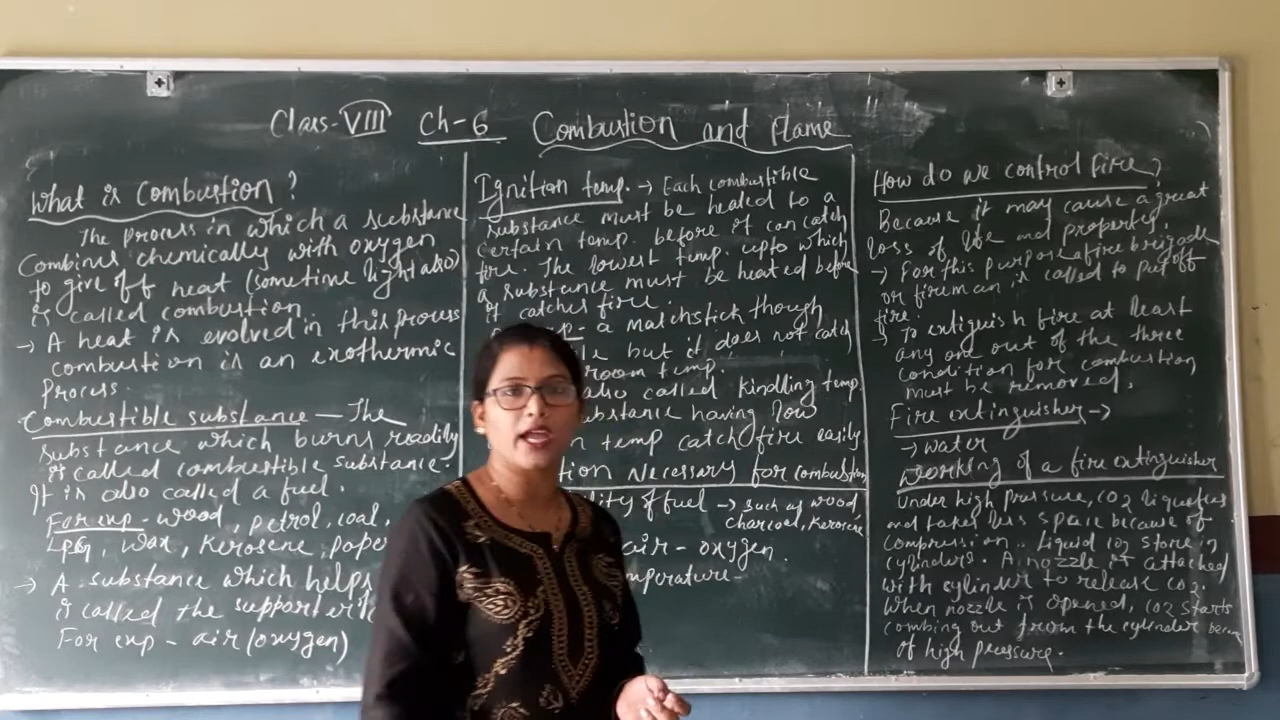 Class-VIII Ch-6 Combustion and Flame
What is Combustion?
The process in which a substance
Combines chemically with oxygen
to give off heat (sometime light also)
is called combustion.
→ A heat is evolved in this process
combustion is an exothermic
process.
Combustible substance — The
substance which burns readily
is called combustible substance.
It is also called a fuel.
For exp - wood, petrol, coal,
LPG, wax, Kerosene, pape
→ A substance which helps
is called the supporter
For exp - air (oxygen)
Ignition temp. → Each combustible
substance must be heated to a
certain temp. before it can catch
fire. The lowest temp. upto which
a substance must be heated before
it catches fire.
- a matchstick though
but it does not catch
room temp.
also called kindling temp
ubstance having low
n temp catch fire easily
tion necessary for combustion
lity of fuel → such as wood,
charcoal, kerosene
air - oxygen.
mperature -
How do we control fire?
Because it may cause a great
loss of life and property.
→ For this purpose a fire brigade
or fireman is called to put off
fire.
→ To extiguish fire at least
any one out of the three
condition for combustion
must be removed.
Fire extinguisher →
→ water
Working of a fire extinguisher
Under high pressure, CO2 liquefies
and takes less space because of
compression. Liquid CO2 store in
cylinders. A nozzle is attached
with cylinder to release CO2.
When nozzle is opened, CO2 starts
combing out from the cylinder
of high pressure.